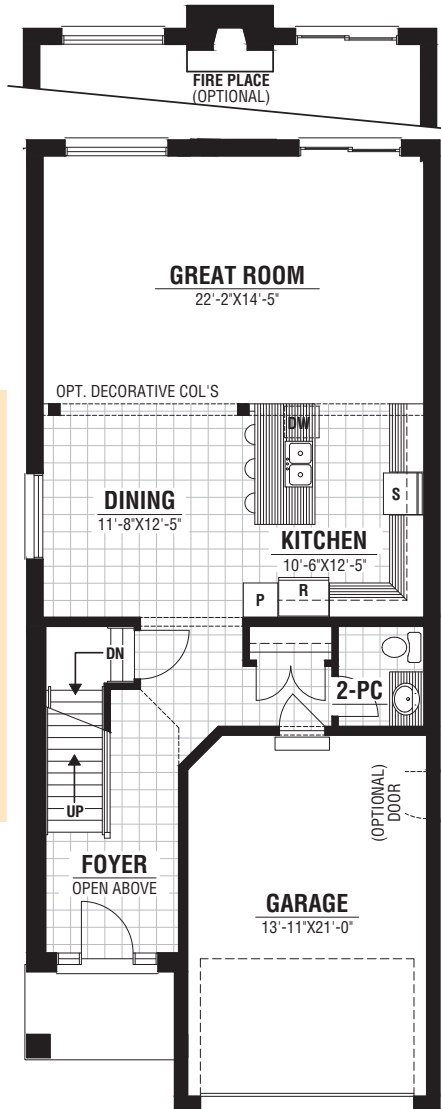 FIRE PLACE
(OPTIONAL)
GREAT ROOM
22'-2"X14'-5"
OPT. DECORATIVE COL'S
DW
DINING
11'-8"X12'-5"
S
KITCHEN
10'-6"X12'-5"
P
R
DN
2-PC
UP
(OPTIONAL)
DOOR
FOYER
OPEN ABOVE
GARAGE
13'-11"X21'-0"